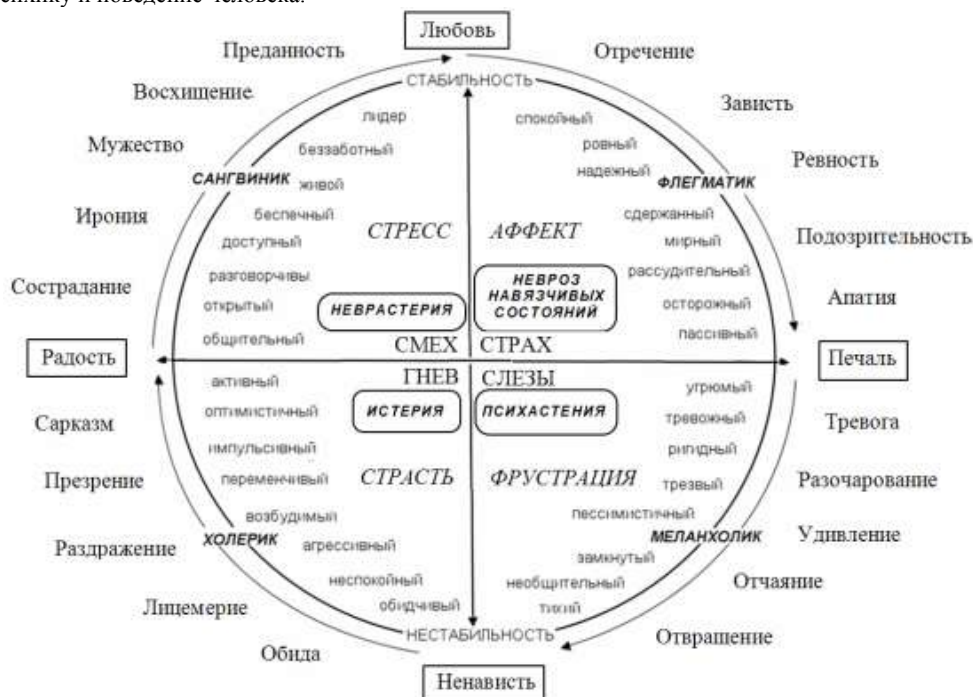 психику и поведение человека.
Любовь
Преданность
Отречение
СТАБИЛЬНОСТЬ
Восхищение
Зависть
лидер
спокойный
Мужество
беззаботный
ровный
Ревность
САНГВИНИК
живой
надежный
ФЛЕГМАТИК
Ирония
беспечный
сдержанный
Подозрительность
доступный
СТРЕСС
АФФЕКТ
мирный
Сострадание
разговорчивы
рассудительный
НЕВРАСТЕРИЯ
НЕВРОЗ
НАВЯЗЧИВЫХ
СОСТОЯНИЙ
Апатия
открытый
осторожный
общительный
пассивный
СМЕХ
СТРАХ
Радость
Печаль
ГНЕВ
СЛЕЗЫ
активный
угрюмый
Сарказм
оптимистичный
ИСТЕРИЯ
ПСИХАСТЕНИЯ
тревожный
Тревога
импульсивный
ригидный
Презрение
переменчивый
СТРАСТЬ
ФРУСТРАЦИЯ
трезвый
Разочарование
возбудимый
пессимистичный
Раздражение
ХОЛЕРИК
МЕЛАНХОЛИК
Удивление
агрессивный
замкнутый
неспокойный
необщительный
Отчаяние
Лицемерие
обидчивый
тихий
НЕСТАБИЛЬНОСТЬ
Обида
Отвращение
Ненависть